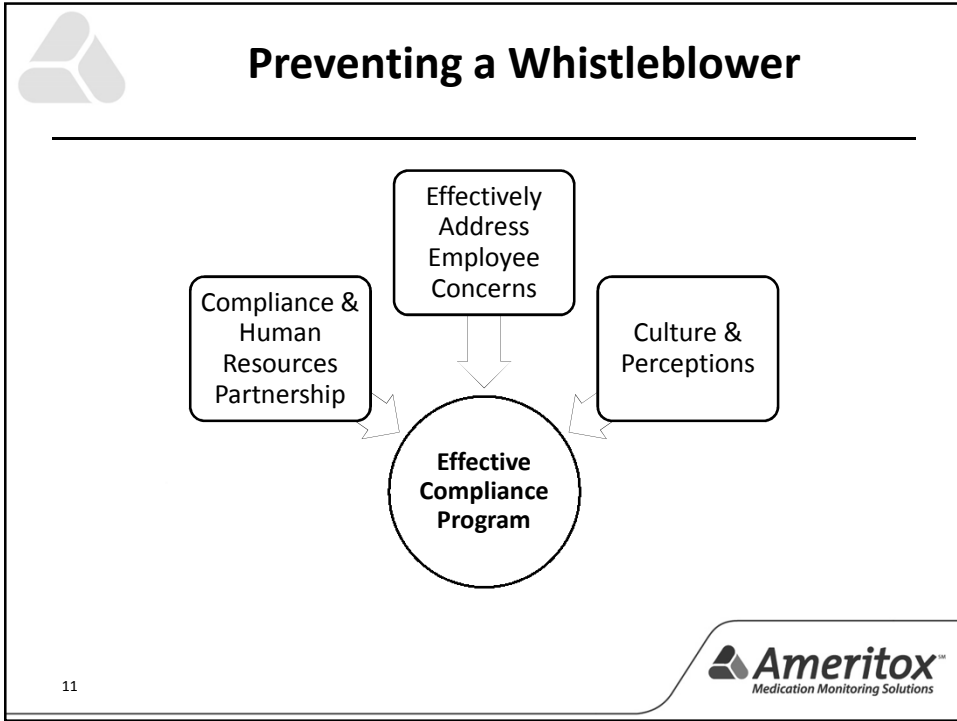 Preventing a Whistleblower
Effectively
Address
Employee
Concerns
Compliance &
Human
Resources
Partnership
Culture &
Perceptions
Effective
Compliance
Program
11
Ameritox℠
Medication Monitoring Solutions